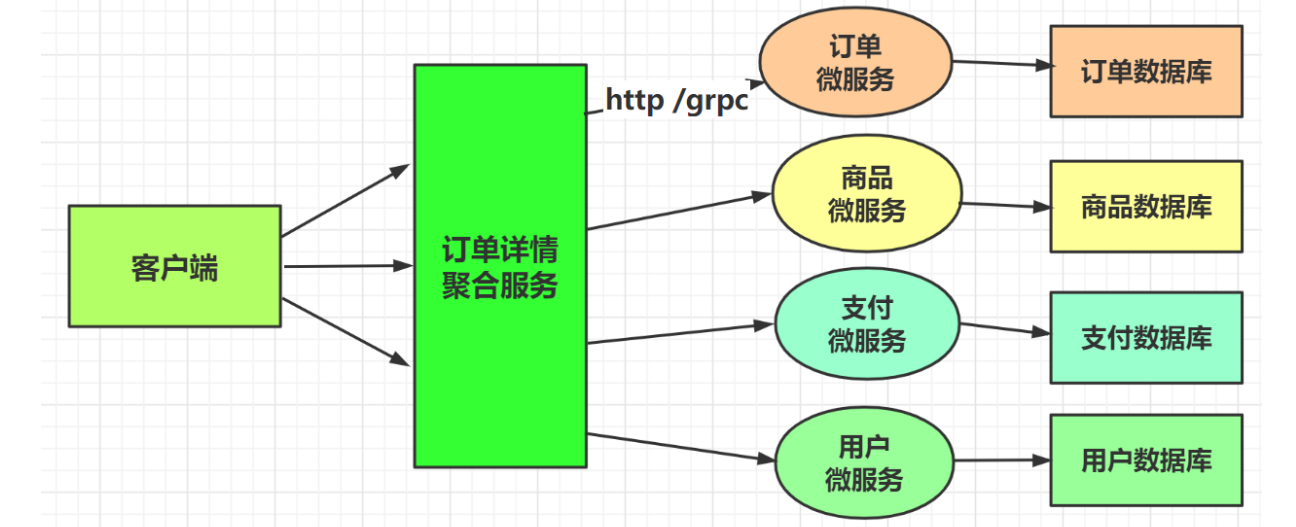 客户端
订单详情
聚合服务
http /grpc
订单
微服务
订单数据库
商品
微服务
商品数据库
支付
微服务
支付数据库
用户
微服务
用户数据库